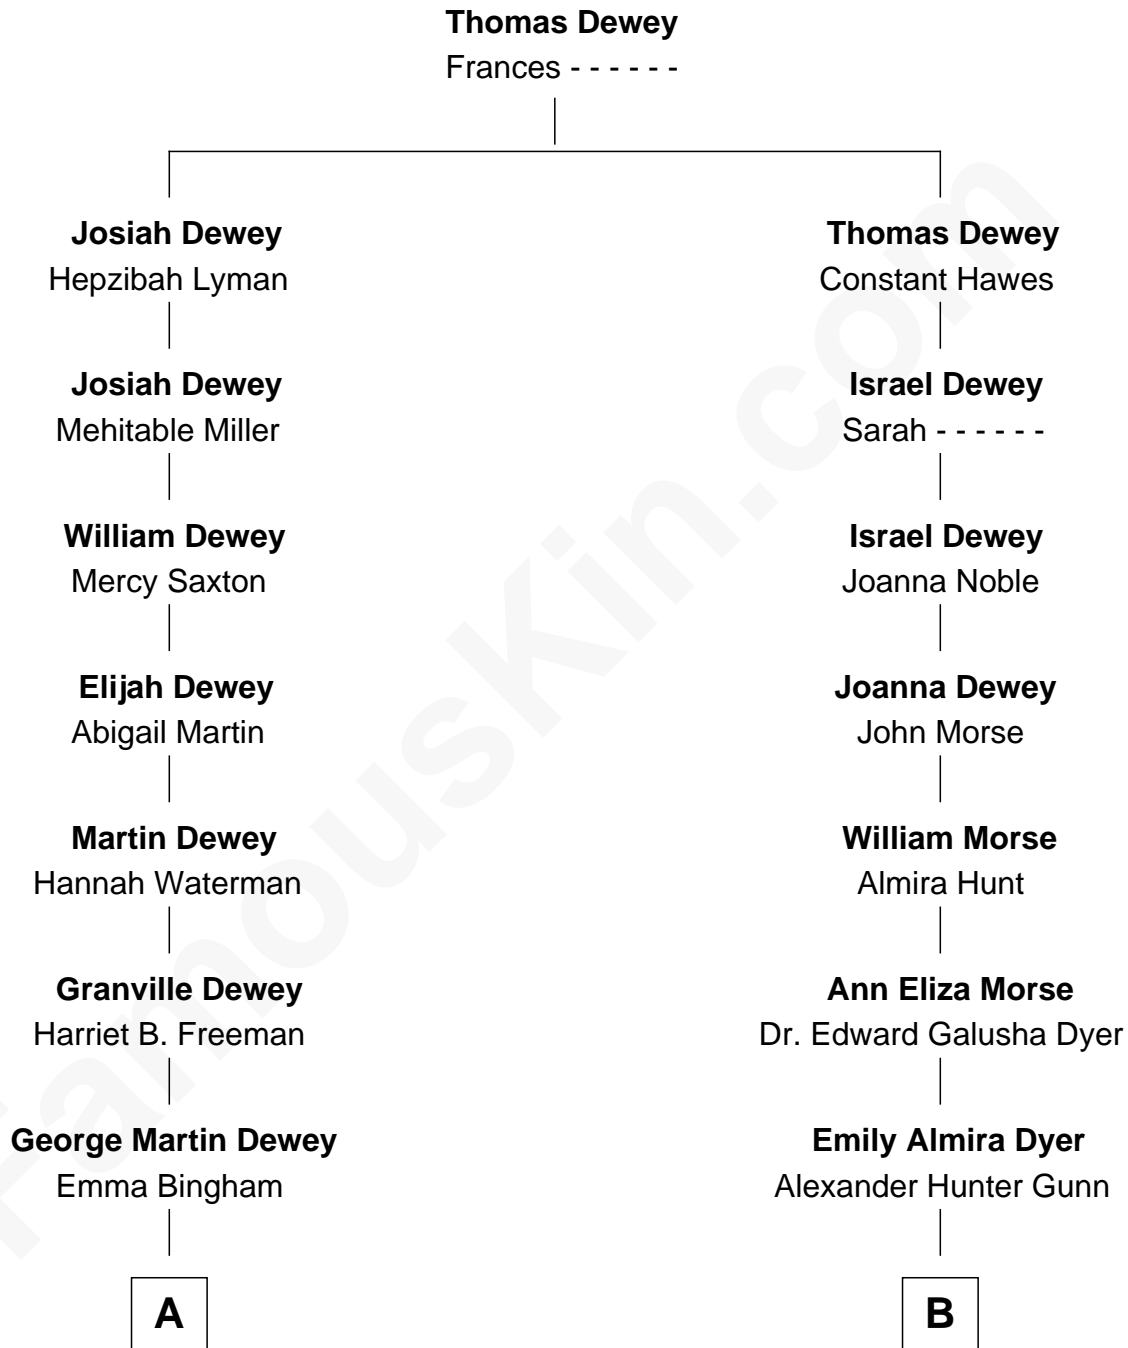 Thomas Dewey
Frances - - - - - -
Josiah Dewey
Hepzibah Lyman
Thomas Dewey
Constant Hawes
Josiah Dewey
Mehitable Miller
Israel Dewey
Sarah - - - - - -
William Dewey
Mercy Saxton
Israel Dewey
Joanna Noble
Elijah Dewey
Abigail Martin
Joanna Dewey
John Morse
Martin Dewey
Hannah Waterman
William Morse
Almira Hunt
Granville Dewey
Harriet B. Freeman
Ann Eliza Morse
Dr. Edward Galusha Dyer
George Martin Dewey
Emma Bingham
Emily Almira Dyer
Alexander Hunter Gunn
A
B
FamousKin.com